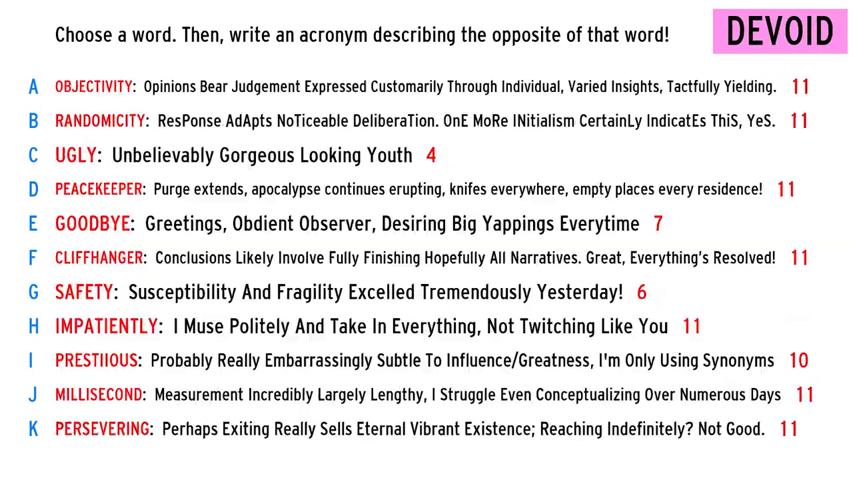 Choose a word. Then, write an acronym describing the opposite of that word!
DEVOID
A OBJECTIVITY: Opinions Bear Judgement Expressed Customarily Through Individual, Varied Insights, Tactfully Yielding. 11
B RANDOMICITY: ResPonse AdApts NoTiceable DeliberaTion. OnE MoRe INitialism CertainLy IndicatEs ThiS, YeS. 11
C UGLY: Unbelievably Gorgeous Looking Youth 4
D PEACEKEEPER: Purge extends, apocalypse continues erupting, knifes everywhere, empty places every residence! 11
E GOODBYE: Greetings, Obdient Observer, Desiring Big Yappings Everytime 7
F CLIFFHANGER: Conclusions Likely Involve Fully Finishing Hopefully All Narratives. Great, Everything's Resolved! 11
G SAFETY: Susceptibility And Fragility Excelled Tremendously Yesterday! 6
H IMPATIENTLY: I Muse Politely And Take In Everything, Not Twitching Like You 11
I PRESTIIOUS: Probably Really Embarrassingly Subtle To Influence/Greatness, I'm Only Using Synonyms 10
J MILLISECOND: Measurement Incredibly Largely Lengthy, I Struggle Even Conceptualizing Over Numerous Days 11
K PERSEVERING: Perhaps Exiting Really Sells Eternal Vibrant Existence; Reaching Indefinitely? Not Good. 11